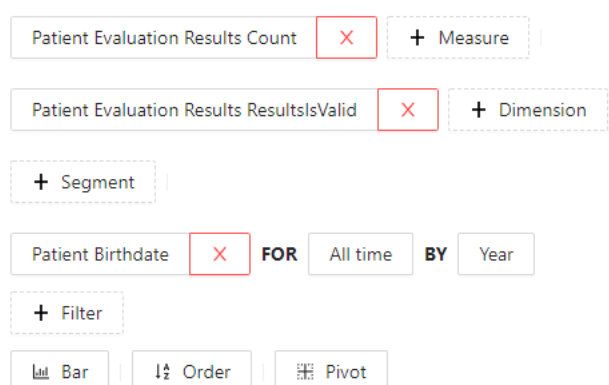 Patient Evaluation Results Count X + Measure
Patient Evaluation Results ResultsIsValid X + Dimension
+ Segment
Patient Birthdate X FOR All time BY Year
+ Filter
Bar Order Pivot